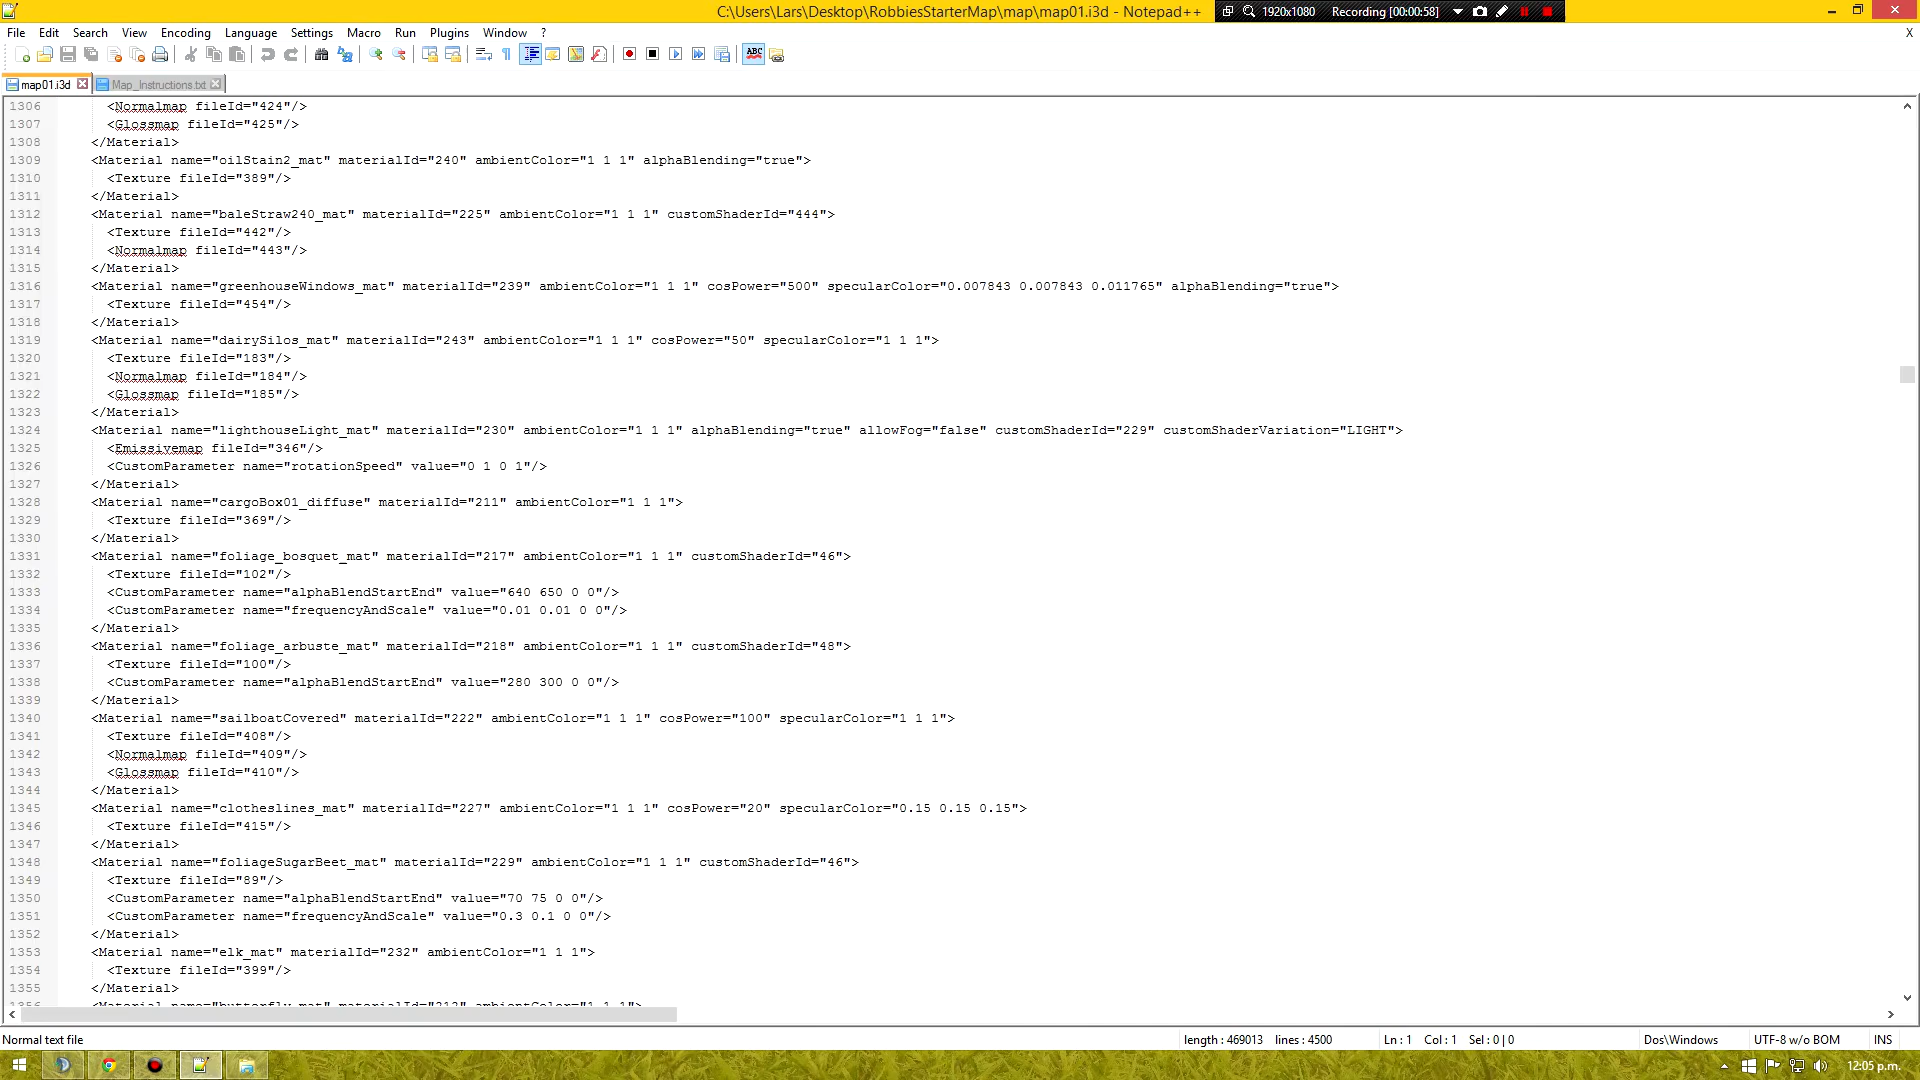 C:\Users\Lars\Desktop\RobbiesStarterMap\map\map01.i3d - Notepad++
1920x1080 Recording [00:00:58]
File Edit Search View Encoding Language Settings Macro Run Plugins Window ? X
map01.i3d Map_Instructions.txt
1306 <Normalmap fileId="424"/>
1307 <Glossmap fileId="425"/>
1308 </Material>
1309 <Material name="oilStain2_mat" materialId="240" ambientColor="1 1 1" alphaBlending="true">
1310 <Texture fileId="389"/>
1311 </Material>
1312 <Material name="baleStraw240_mat" materialId="225" ambientColor="1 1 1" customShaderId="444">
1313 <Texture fileId="442"/>
1314 <Normalmap fileId="443"/>
1315 </Material>
1316 <Material name="greenhouseWindows_mat" materialId="239" ambientColor="1 1 1" cosPower="500" specularColor="0.007843 0.007843 0.011765" alphaBlending="true">
1317 <Texture fileId="454"/>
1318 </Material>
1319 <Material name="dairySilos_mat" materialId="243" ambientColor="1 1 1" cosPower="50" specularColor="1 1 1">
1320 <Texture fileId="183"/>
1321 <Normalmap fileId="184"/>
1322 <Glossmap fileId="185"/>
1323 </Material>
1324 <Material name="lighthouseLight_mat" materialId="230" ambientColor="1 1 1" alphaBlending="true" allowFog="false" customShaderId="229" customShaderVariation="LIGHT">
1325 <Emissivemap fileId="346"/>
1326 <CustomParameter name="rotationSpeed" value="0 1 0 1"/>
1327 </Material>
1328 <Material name="cargoBox01_diffuse" materialId="211" ambientColor="1 1 1">
1329 <Texture fileId="369"/>
1330 </Material>
1331 <Material name="foliage_bosquet_mat" materialId="217" ambientColor="1 1 1" customShaderId="46">
1332 <Texture fileId="102"/>
1333 <CustomParameter name="alphaBlendStartEnd" value="640 650 0 0"/>
1334 <CustomParameter name="frequencyAndScale" value="0.01 0.01 0 0"/>
1335 </Material>
1336 <Material name="foliage_arbuste_mat" materialId="218" ambientColor="1 1 1" customShaderId="48">
1337 <Texture fileId="100"/>
1338 <CustomParameter name="alphaBlendStartEnd" value="280 300 0 0"/>
1339 </Material>
1340 <Material name="sailboatCovered" materialId="222" ambientColor="1 1 1" cosPower="100" specularColor="1 1 1">
1341 <Texture fileId="408"/>
1342 <Normalmap fileId="409"/>
1343 <Glossmap fileId="410"/>
1344 </Material>
1345 <Material name="clotheslines_mat" materialId="227" ambientColor="1 1 1" cosPower="20" specularColor="0.15 0.15 0.15">
1346 <Texture fileId="415"/>
1347 </Material>
1348 <Material name="foliageSugarBeet_mat" materialId="229" ambientColor="1 1 1" customShaderId="46">
1349 <Texture fileId="89"/>
1350 <CustomParameter name="alphaBlendStartEnd" value="70 75 0 0"/>
1351 <CustomParameter name="frequencyAndScale" value="0.3 0.1 0 0"/>
1352 </Material>
1353 <Material name="elk_mat" materialId="232" ambientColor="1 1 1">
1354 <Texture fileId="399"/>
1355 </Material>
1356 <Material name="butterfly_mat" materialId="212" ambientColor="1 1 1">
Normal text file length : 469013 lines : 4500 Ln : 1 Col : 1 Sel : 0 | 0 Dos\Windows UTF-8 w/o BOM INS
12:05 p.m.